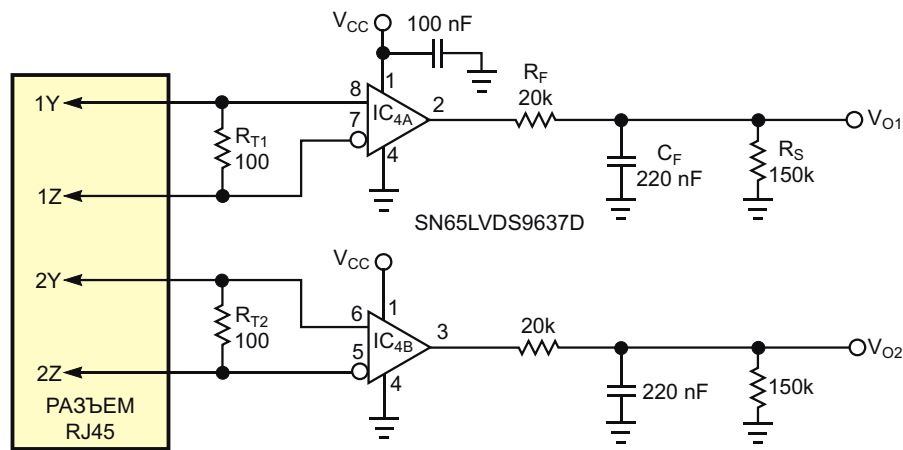 VCC
100 nF
1
8
7
IC4A
2
4
RF
20k
VO1
CF
220 nF
RS
150k
1Y
RT1
100
1Z
SN65LVDS9637D
VCC
2Y
RT2
100
2Z
1
6
5
IC4B
3
4
20k
VO2
220 nF
150k
РАЗЪЕМ
RJ45